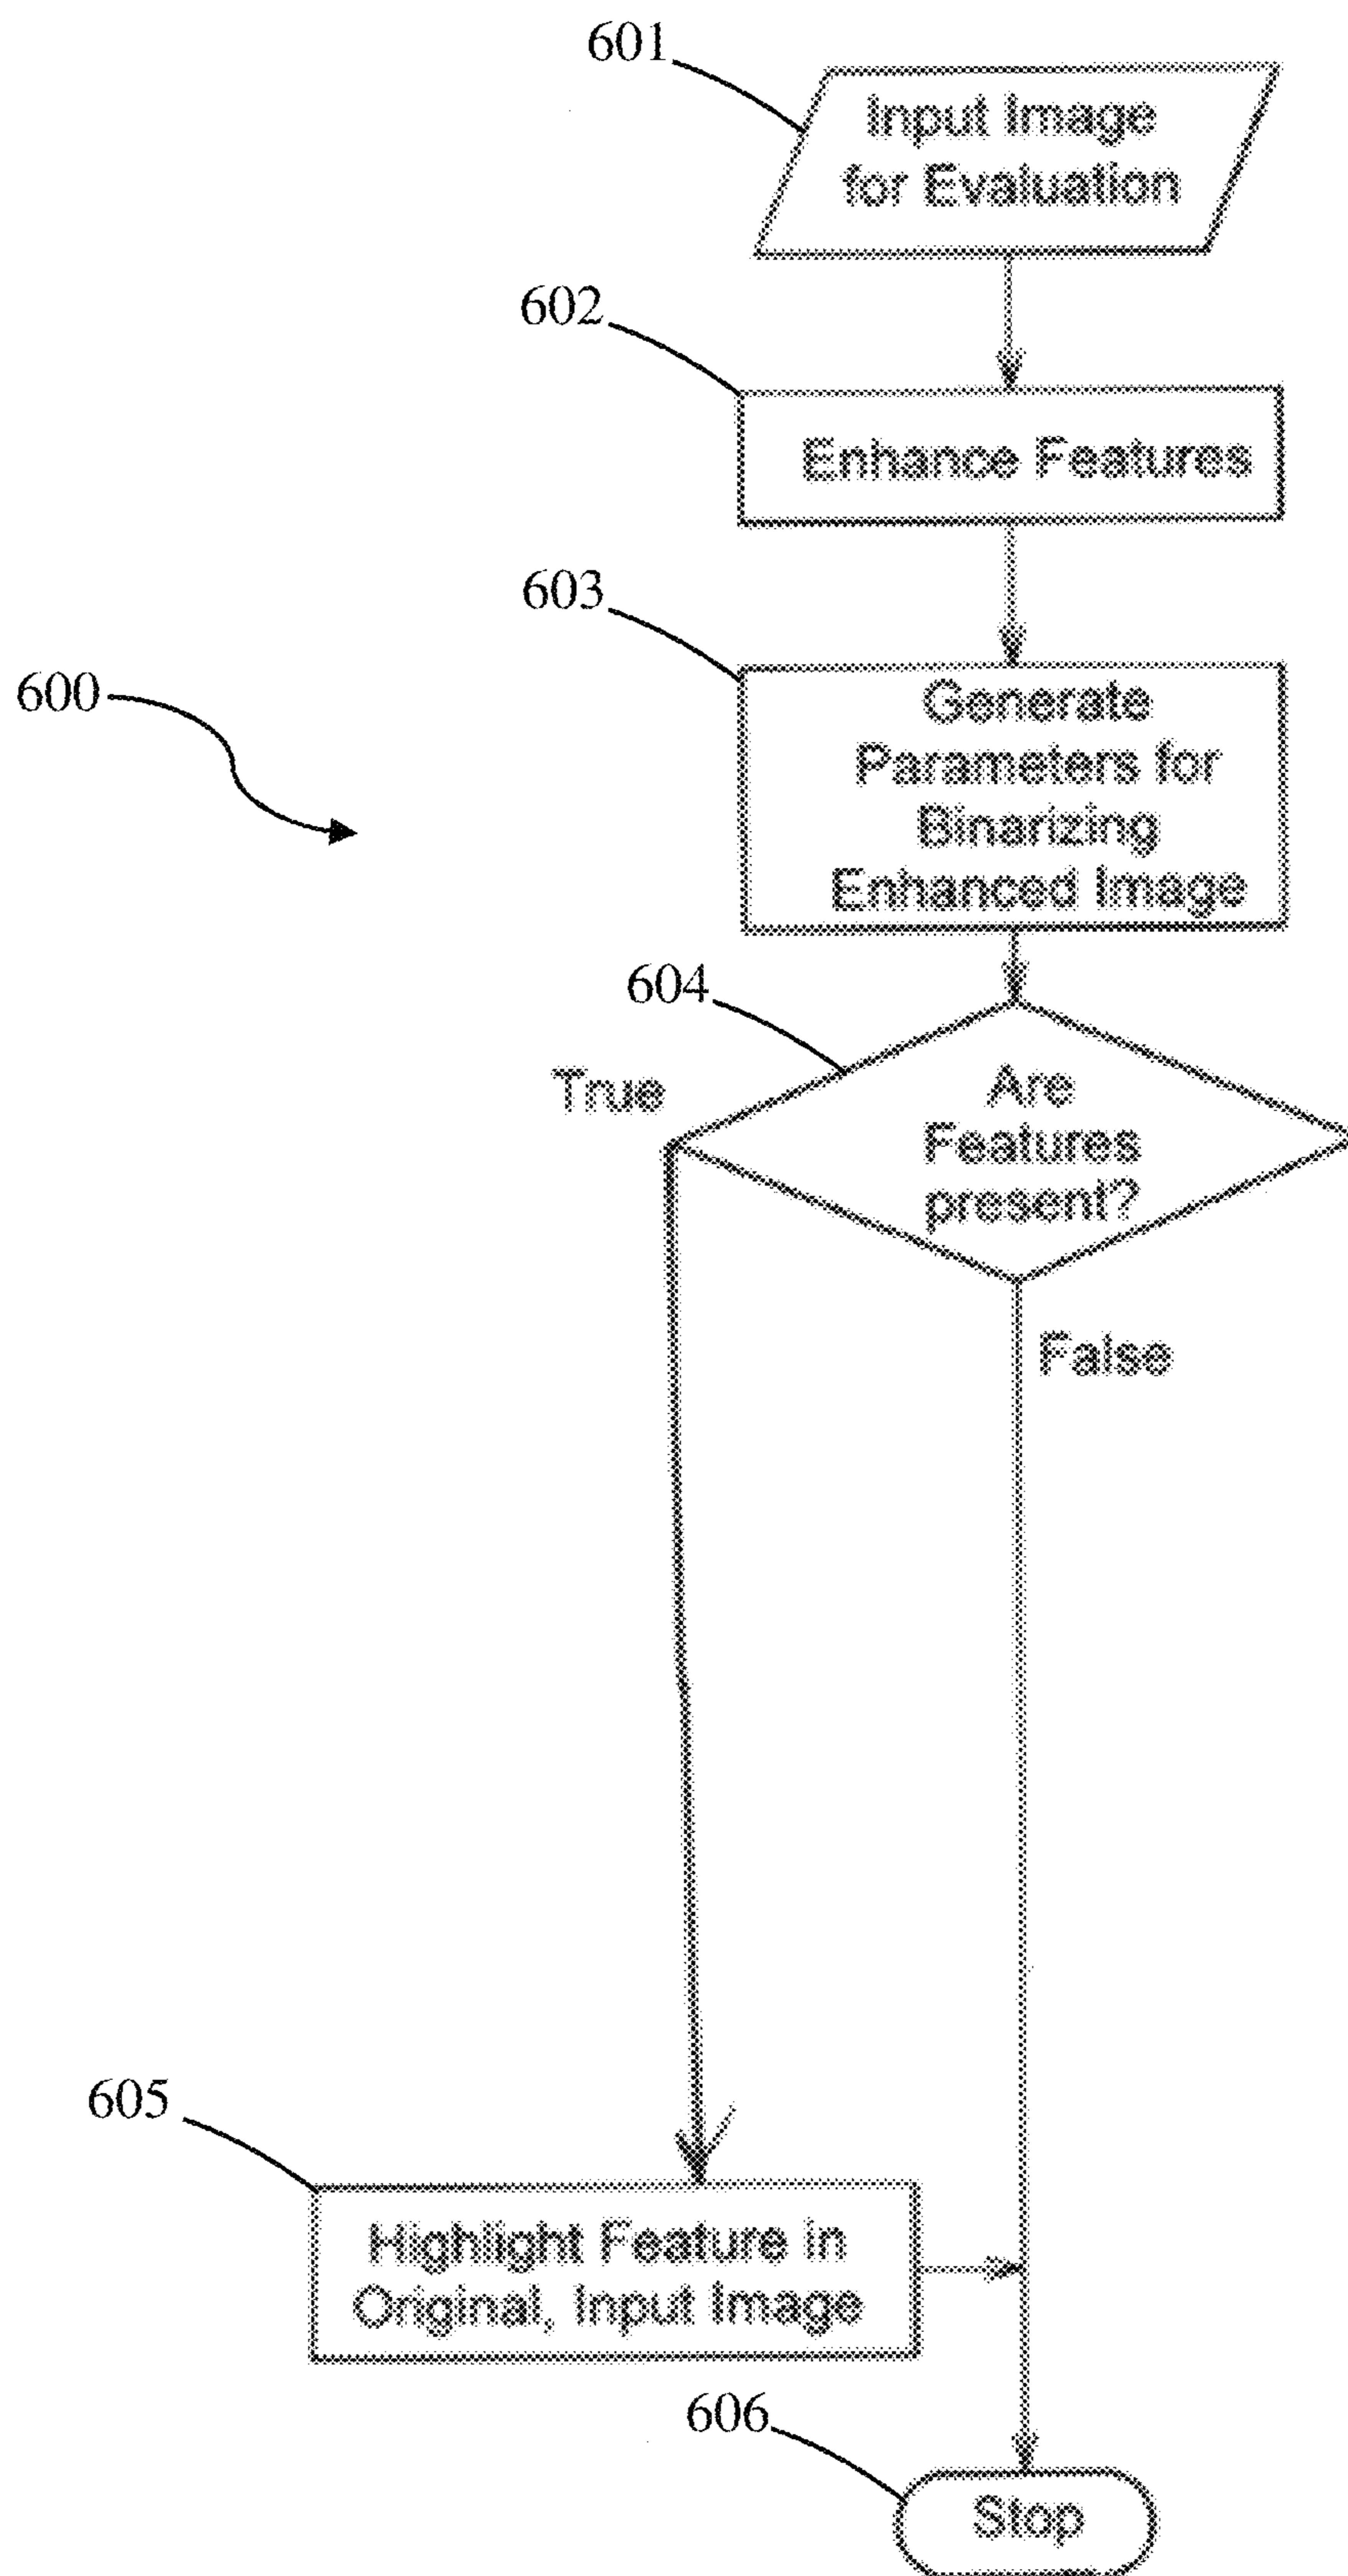 601
Input Image
for Evaluation
602
Enhance Features
603
600
Generate
Parameters for
Binarizing
Enhanced Image
604
True
Are
Features
present?
False
605
Highlight Feature in
Original, Input Image
606
Stop